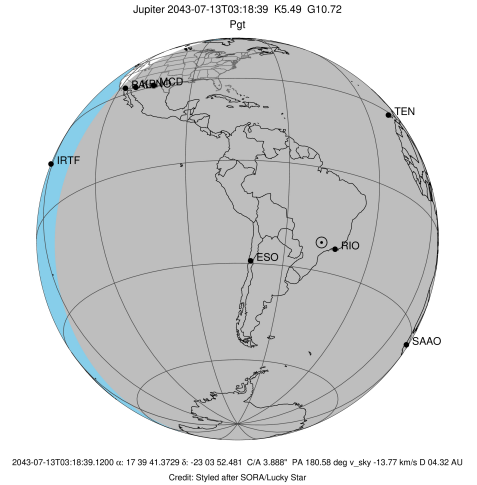 Jupiter 2043-07-13T03:18:39 K5.49 G10.72
Pgt
MCD
TEN
IRTF
RIO
ESO
SAAO
2043-07-13T03:18:39.1200 α: 17 39 41.3729 δ: -23 03 52.481 C/A 3.888" PA 180.58 deg v_sky -13.77 km/s D 04.32 AU
Credit: Styled after SORA/Lucky Star